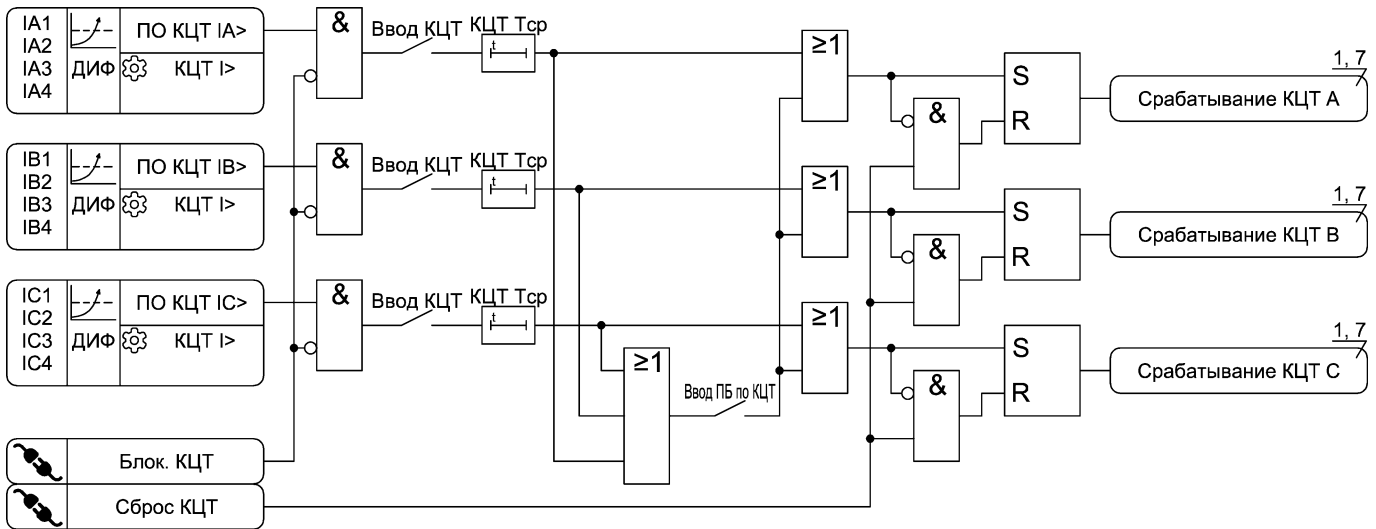 IA1
IA2
IA3
IA4
ДИФ
ПО КЦТ IA>
КЦТ I>
&
Ввод КЦТ
КЦТ Тср
t
≥1
&
S
R
1, 7
Срабатывание КЦТ A
IB1
IB2
IB3
IB4
ДИФ
ПО КЦТ IB>
КЦТ I>
&
Ввод КЦТ
КЦТ Тср
t
≥1
&
S
R
1, 7
Срабатывание КЦТ B
IC1
IC2
IC3
IC4
ДИФ
ПО КЦТ IC>
КЦТ I>
&
Ввод КЦТ
КЦТ Тср
t
≥1
≥1
Ввод ПБ по КЦТ
&
S
R
1, 7
Срабатывание КЦТ C
Блок. КЦТ
Сброс КЦТ